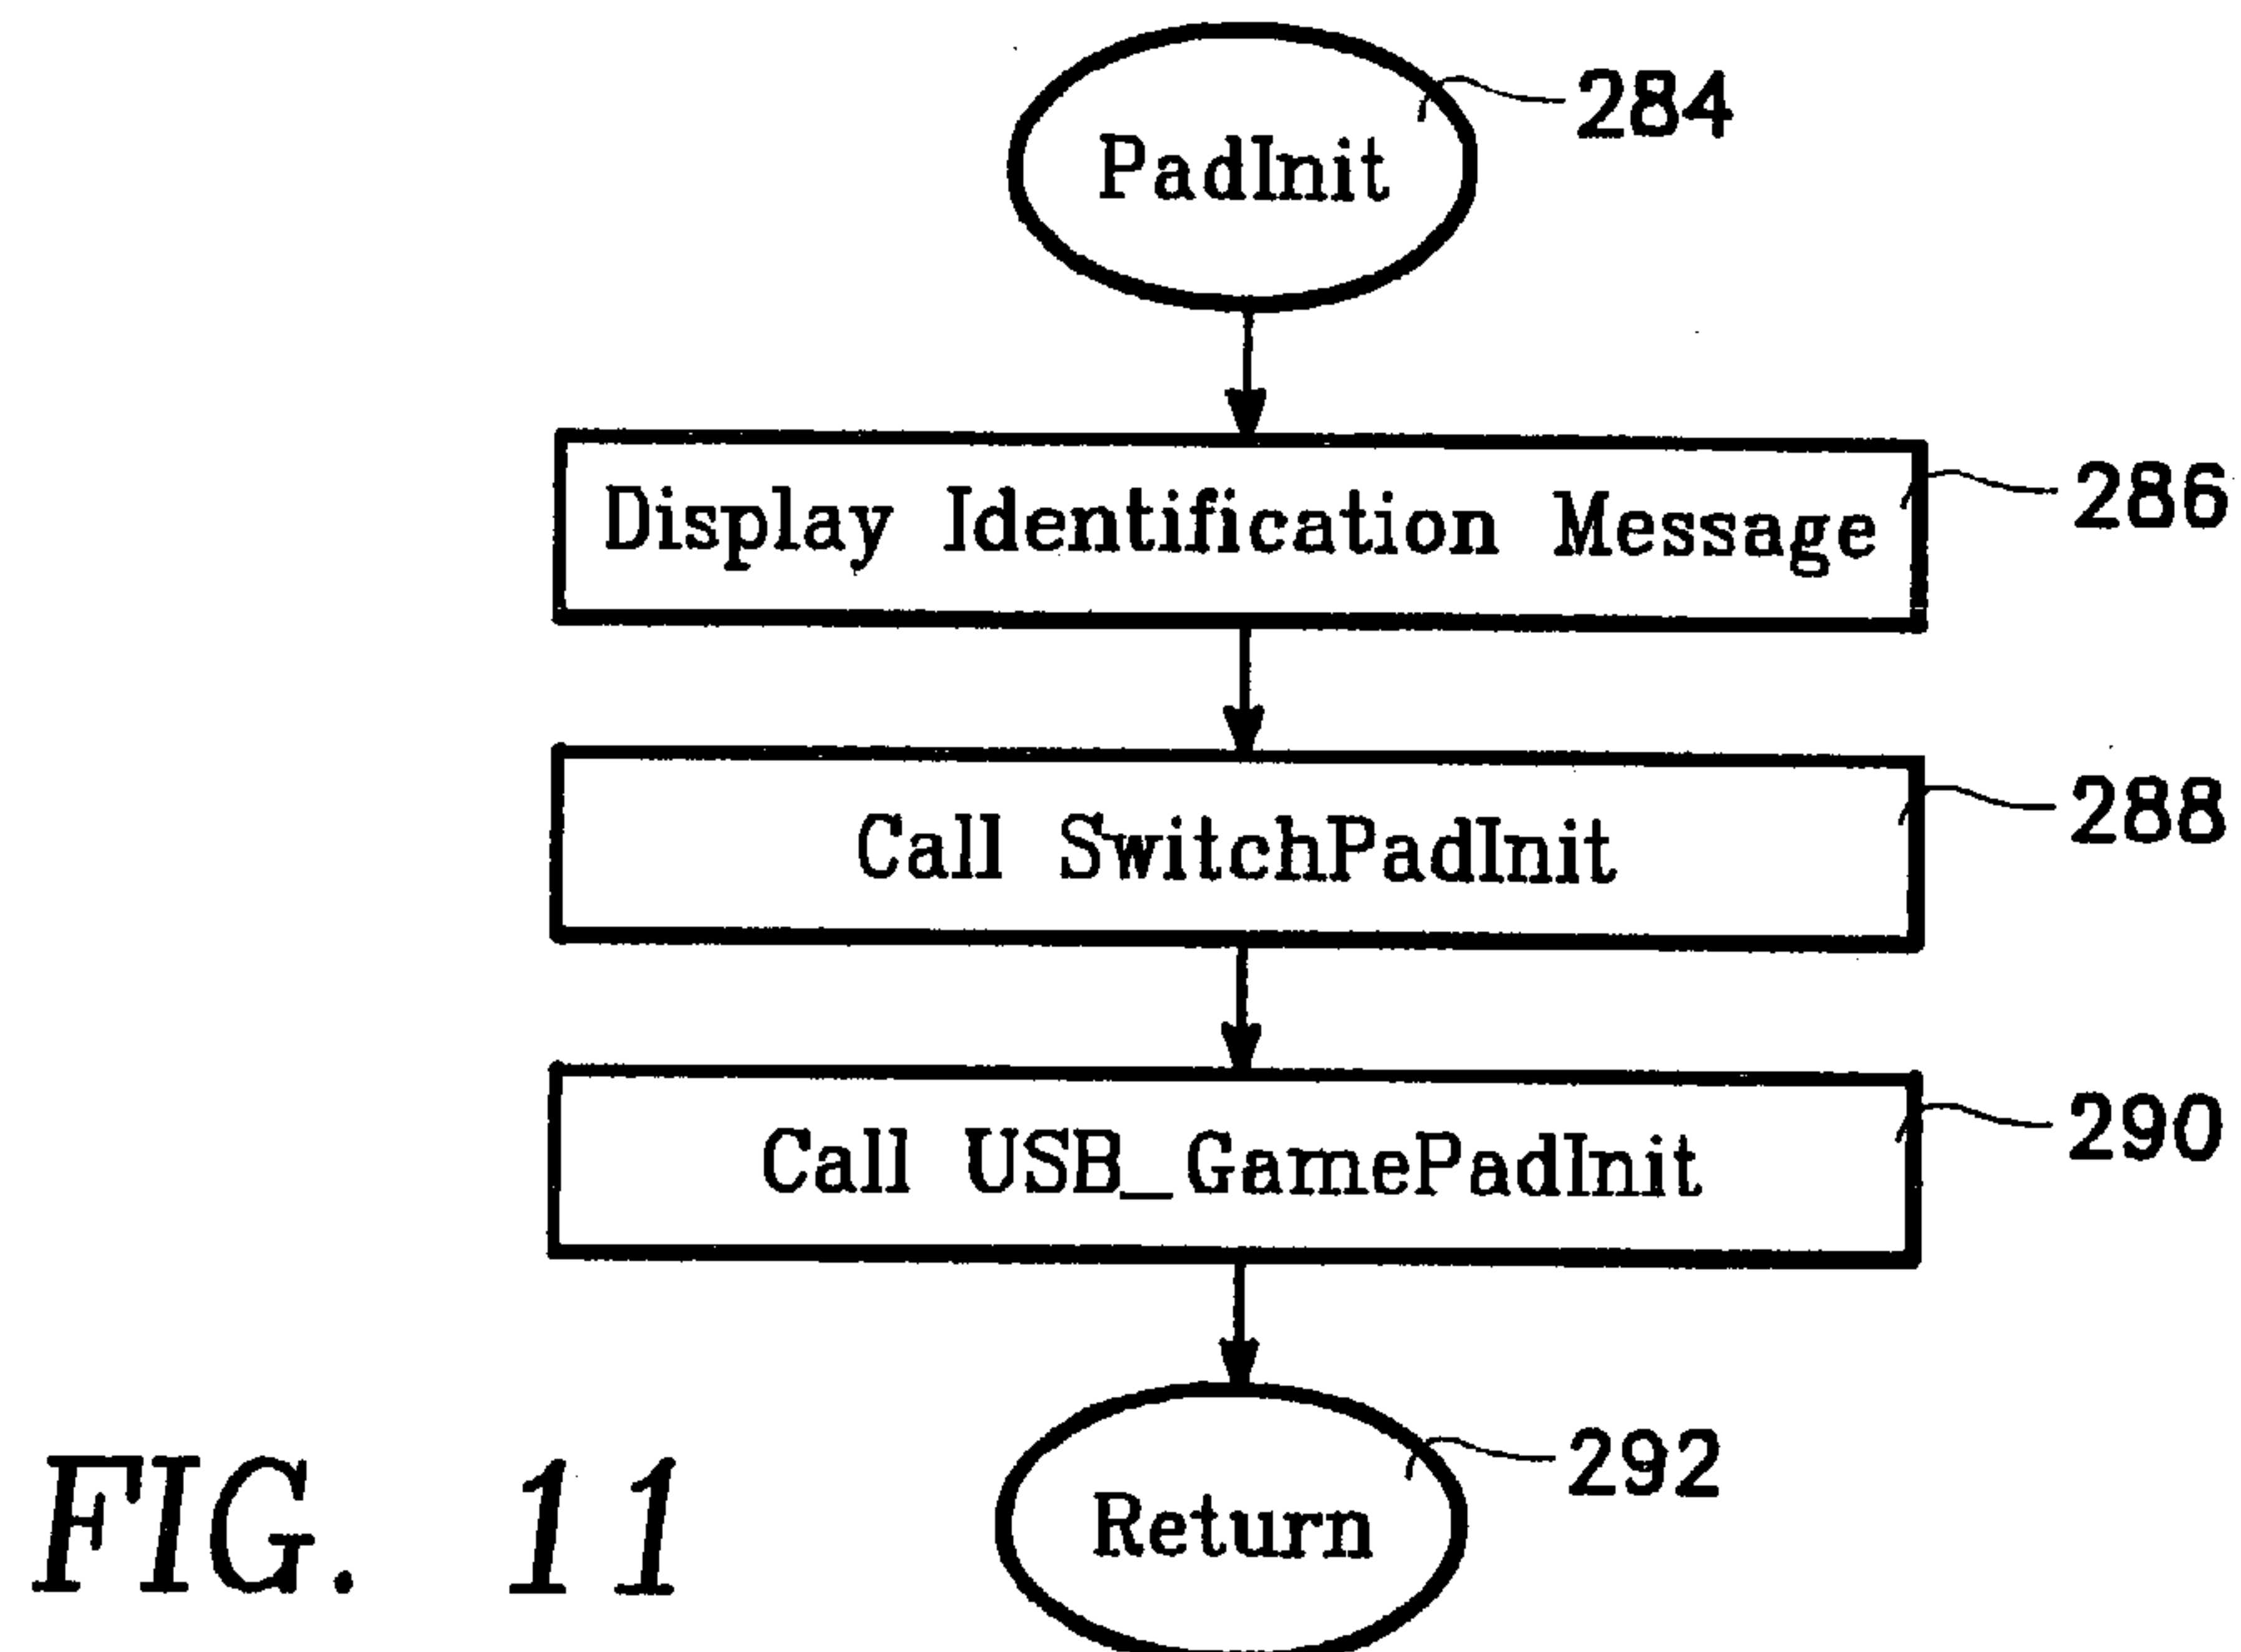 PadInit 284
Display Identification Message 286
Call SwitchPadInit 288
Call USB_GamePadInit 290
Return 292
FIG. 11